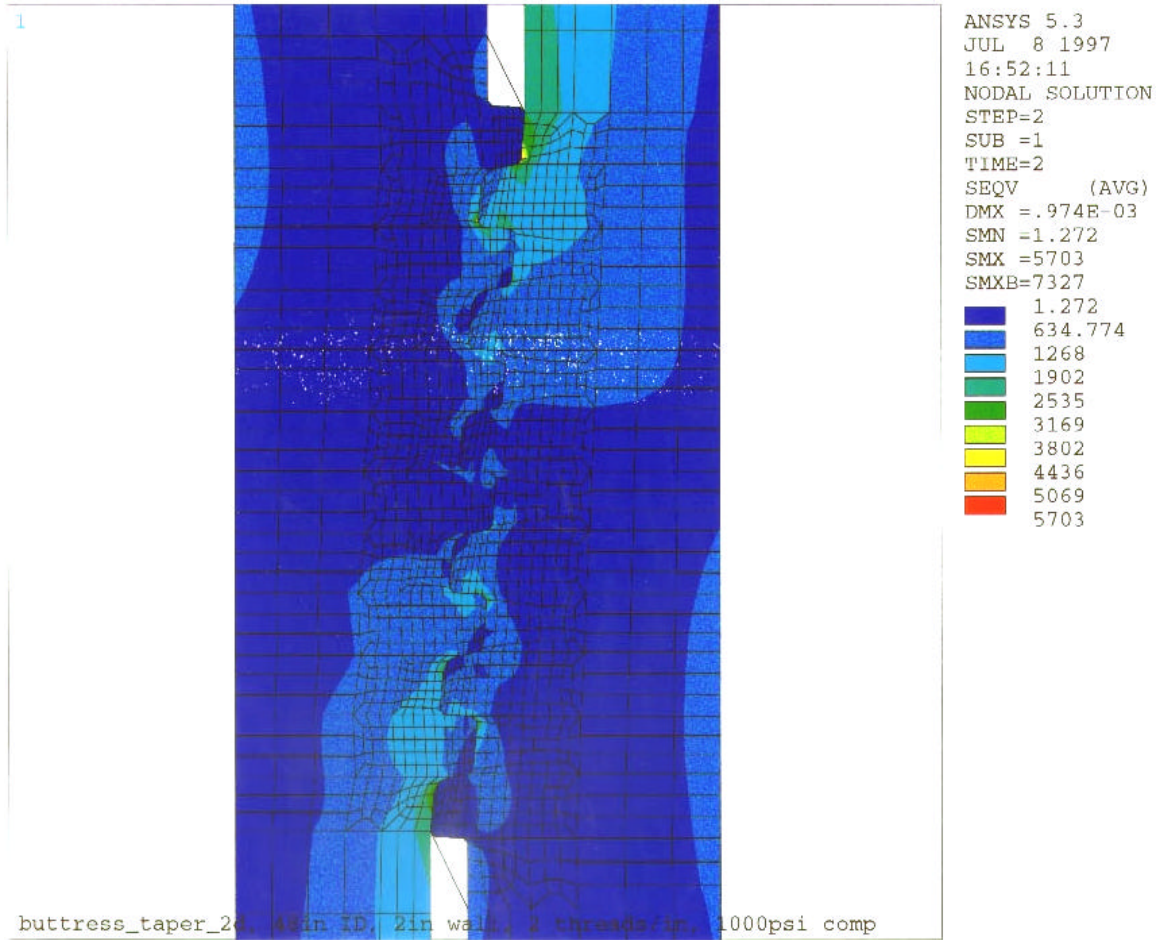 1
ANSYS 5.3
JUL 8 1997
16:52:11
NODAL SOLUTION
STEP=2
SUB =1
TIME=2
SEQV (AVG)
DMX =.974E-03
SMN =1.272
SMX =5703
SMXB=7327
1.272
634.774
1268
1902
2535
3169
3802
4436
5069
5703
buttress_taper_2d, in ID, 2in wall, 2 threads/in, 1000psi comp